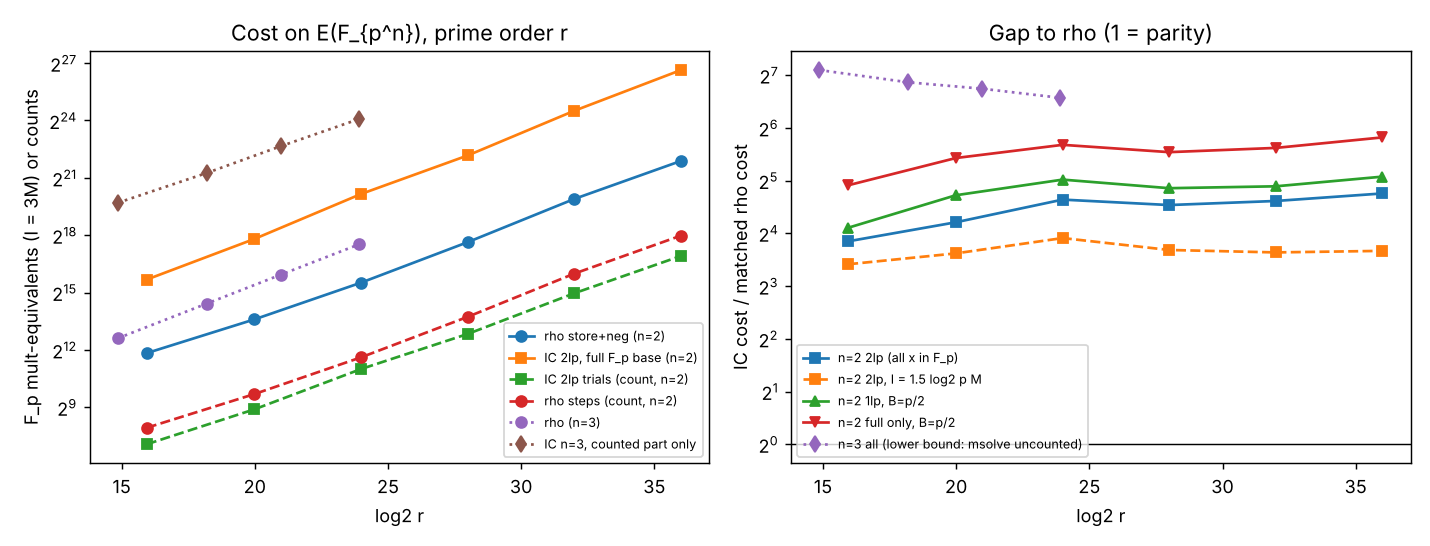 Cost on E(F_{p^n}), prime order r
F_p mult-equivalents (I = 3M) or counts
2^27
2^24
2^21
2^18
2^15
2^12
2^9
rho store+neg (n=2)
IC 2lp, full F_p base (n=2)
IC 2lp trials (count, n=2)
rho steps (count, n=2)
rho (n=3)
IC n=3, counted part only
15
20
25
30
35
log2 r
Gap to rho (1 = parity)
IC cost / matched rho cost
2^7
2^6
2^5
2^4
2^3
2^2
2^1
2^0
n=2 2lp (all x in F_p)
n=2 2lp, I = 1.5 log2 p M
n=2 1lp, B=p/2
n=2 full only, B=p/2
n=3 all (lower bound: msolve uncounted)
15
20
25
30
35
log2 r